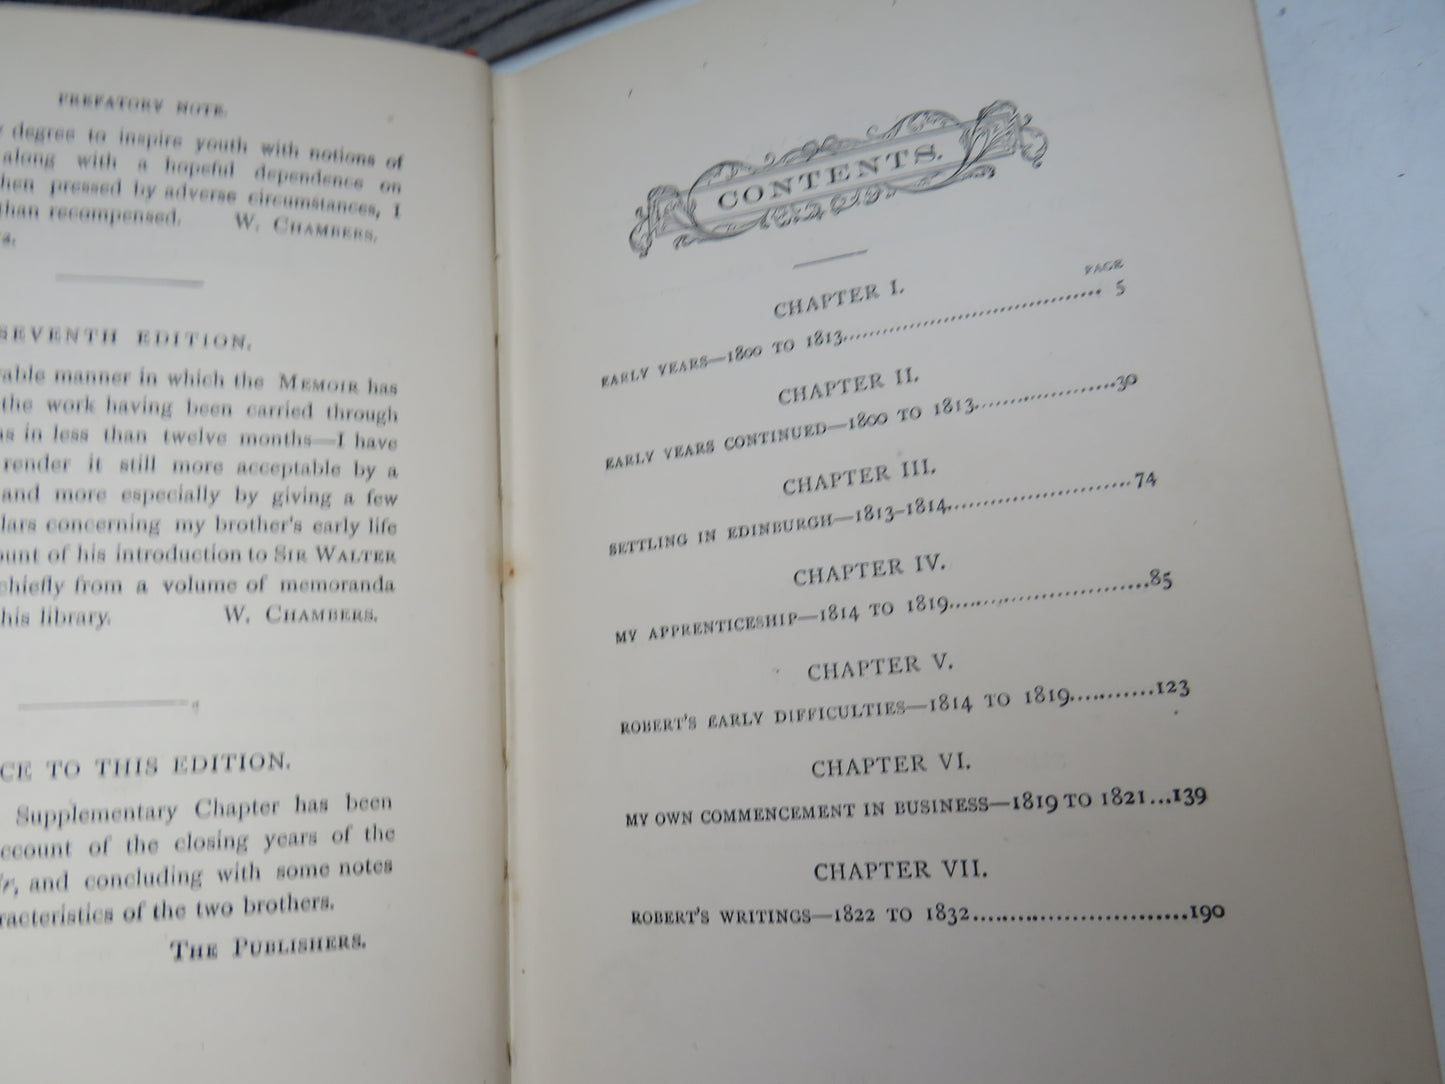 PREFATORY NOTE.
degree to inspire youth with notions of
along with a hopeful dependence on
hen pressed by adverse circumstances, I
than recompensed. W. CHAMBERS.
SEVENTH EDITION.
rable manner in which the MEMOIR has
the work having been carried through
ns in less than twelve months—I have
render it still more acceptable by a
and more especially by giving a few
lars concerning my brother's early life
ount of his introduction to SIR WALTER
chiefly from a volume of memoranda
his library. W. CHAMBERS.
CE TO THIS EDITION.
Supplementary Chapter has been
ccount of the closing years of the
r, and concluding with some notes
racteristics of the two brothers.
THE PUBLISHERS.
CONTENTS.
PAGE
CHAPTER I.
EARLY YEARS—1800 TO 1813........................................ 5
CHAPTER II.
EARLY YEARS CONTINUED—1800 TO 1813......................30
CHAPTER III.
SETTLING IN EDINBURGH—1813-1814............................74
CHAPTER IV.
MY APPRENTICESHIP—1814 TO 1819..............................85
CHAPTER V.
ROBERT'S EARLY DIFFICULTIES—1814 TO 1819............123
CHAPTER VI.
MY OWN COMMENCEMENT IN BUSINESS—1819 TO 1821...139
CHAPTER VII.
ROBERT'S WRITINGS—1822 TO 1832..............................190